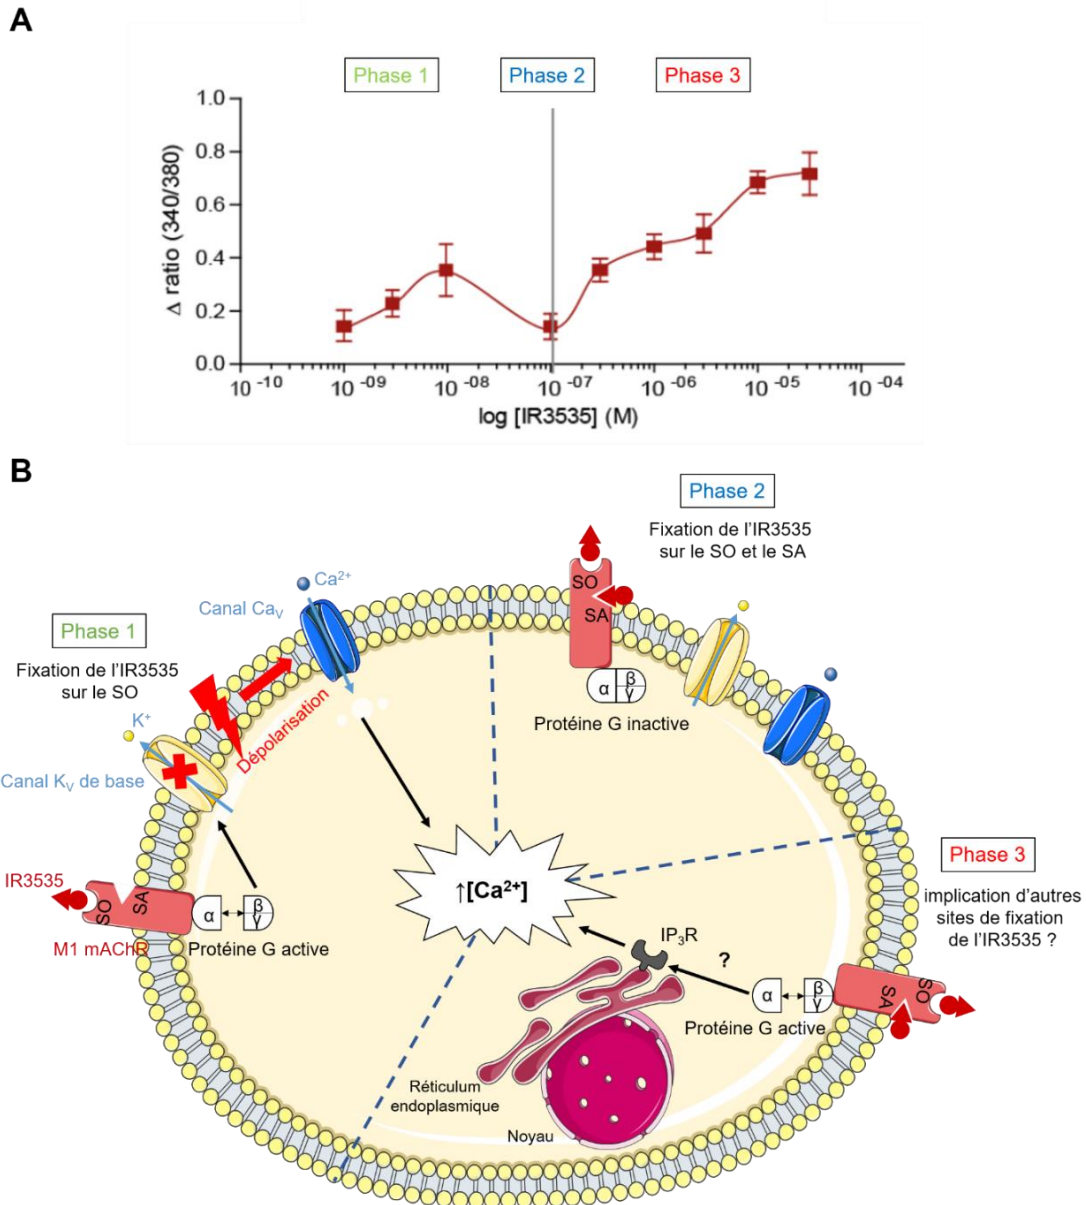 A
Phase 1
Phase 2
Phase 3
1.0
0.8
0.6
0.4
0.2
0.0
Δ ratio (340/380)
10 -10
10 -09
10 -08
10 -07
10 -06
10 -05
10 -04
log [IR3535] (M)
B
Phase 2
Fixation de l'IR3535
sur le SO et le SA
SO
SA
α
β
γ
Protéine G inactive
Ca2+
Canal CaV
Phase 1
Fixation de l'IR3535
sur le SO
K+
Dépolarisation
Canal KV de base
IR3535
SO
SA
M1 mAChR
α
β
γ
Protéine G active
↑[Ca2+]
Phase 3
implication d'autres
sites de fixation
de l'IR3535 ?
IP3R
?
α
β
γ
SA
SO
Protéine G active
Réticulum
endoplasmique
Noyau